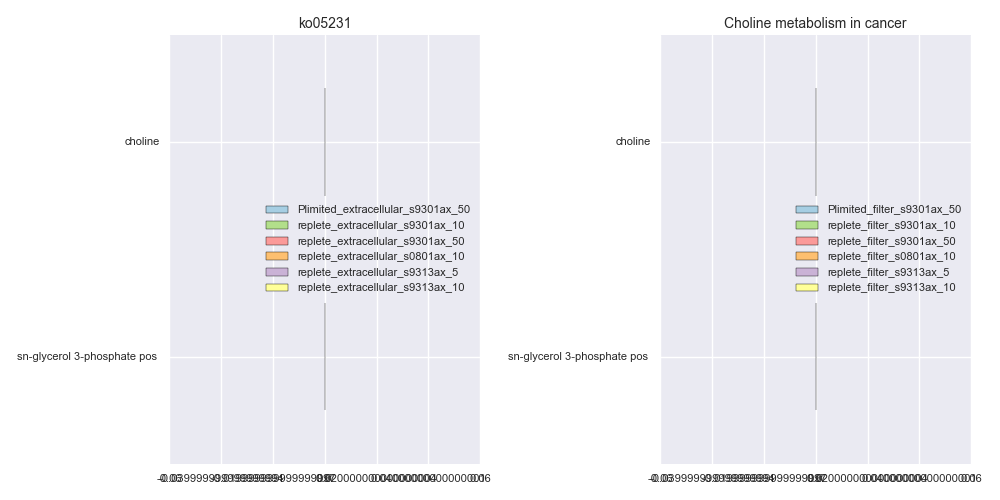 ko05231
Choline metabolism in cancer
choline
Plimited_extracellular_s9301ax_50
replete_extracellular_s9301ax_10
replete_extracellular_s9301ax_50
replete_extracellular_s0801ax_10
replete_extracellular_s9313ax_5
replete_extracellular_s9313ax_10
sn-glycerol 3-phosphate pos
choline
Plimited_filter_s9301ax_50
replete_filter_s9301ax_10
replete_filter_s9301ax_50
replete_filter_s0801ax_10
replete_filter_s9313ax_5
replete_filter_s9313ax_10
sn-glycerol 3-phosphate pos